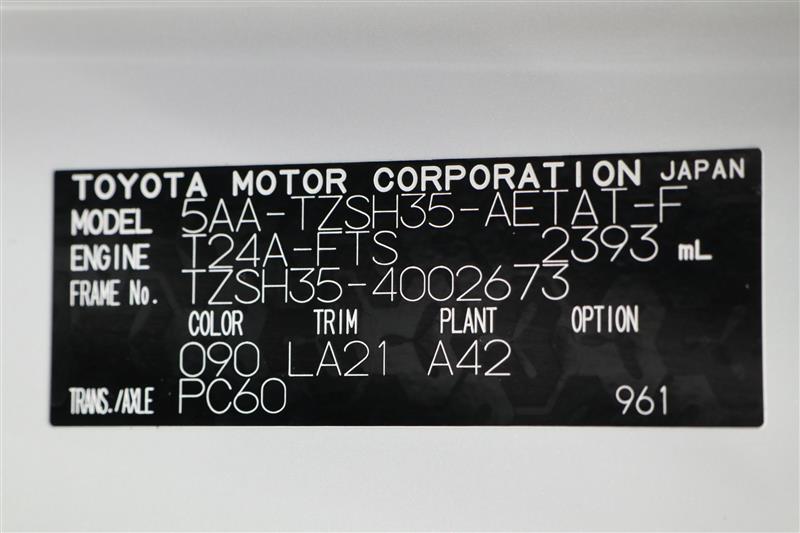 TOYOTA MOTOR CORPORATION JAPAN
MODEL 5AA-TZSH35-AETAT-F
ENGINE T24A-FTS 2393 mL
FRAME No. TZSH35-4002673
COLOR TRIM PLANT OPTION
090 LA21 A42
TRANS./AXLE PC60 961